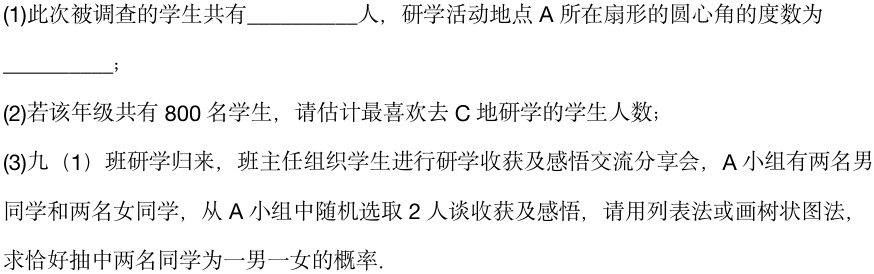 (1)此次被调查的学生共有__________人，研学活动地点 A 所在扇形的圆心角的度数为
__________；
(2)若该年级共有 800 名学生，请估计最喜欢去 C 地研学的学生人数；
(3)九（1）班研学归来，班主任组织学生进行研学收获及感悟交流分享会，A 小组有两名男
同学和两名女同学，从 A 小组中随机选取 2 人谈收获及感悟，请用列表法或画树状图法，
求恰好抽中两名同学为一男一女的概率.